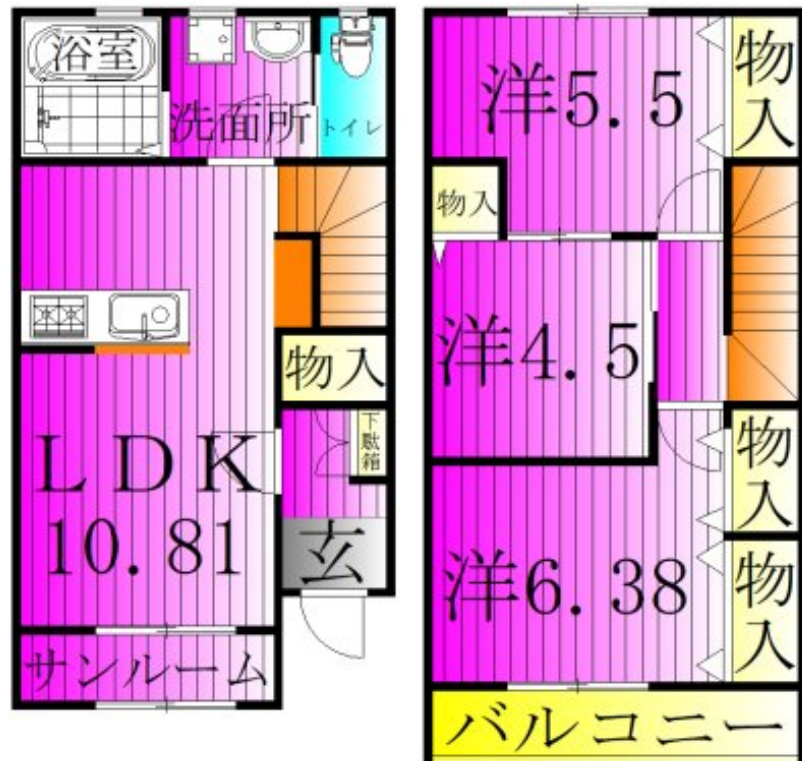 浴室
洗面所
トイレ
物入
下駄箱
LDK
10.81
玄
サンルーム
洋5.5
物入
物入
洋4.5
物入
洋6.38
物入
バルコニー